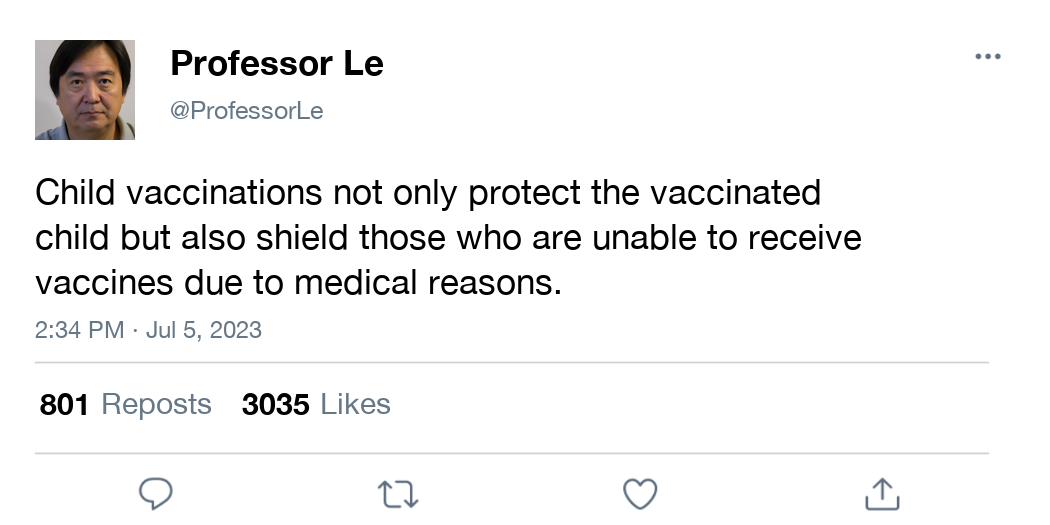 Professor Le
@ProfessorLe
Child vaccinations not only protect the vaccinated
child but also shield those who are unable to receive
vaccines due to medical reasons.
2:34 PM · Jul 5, 2023
801 Reposts 3035 Likes